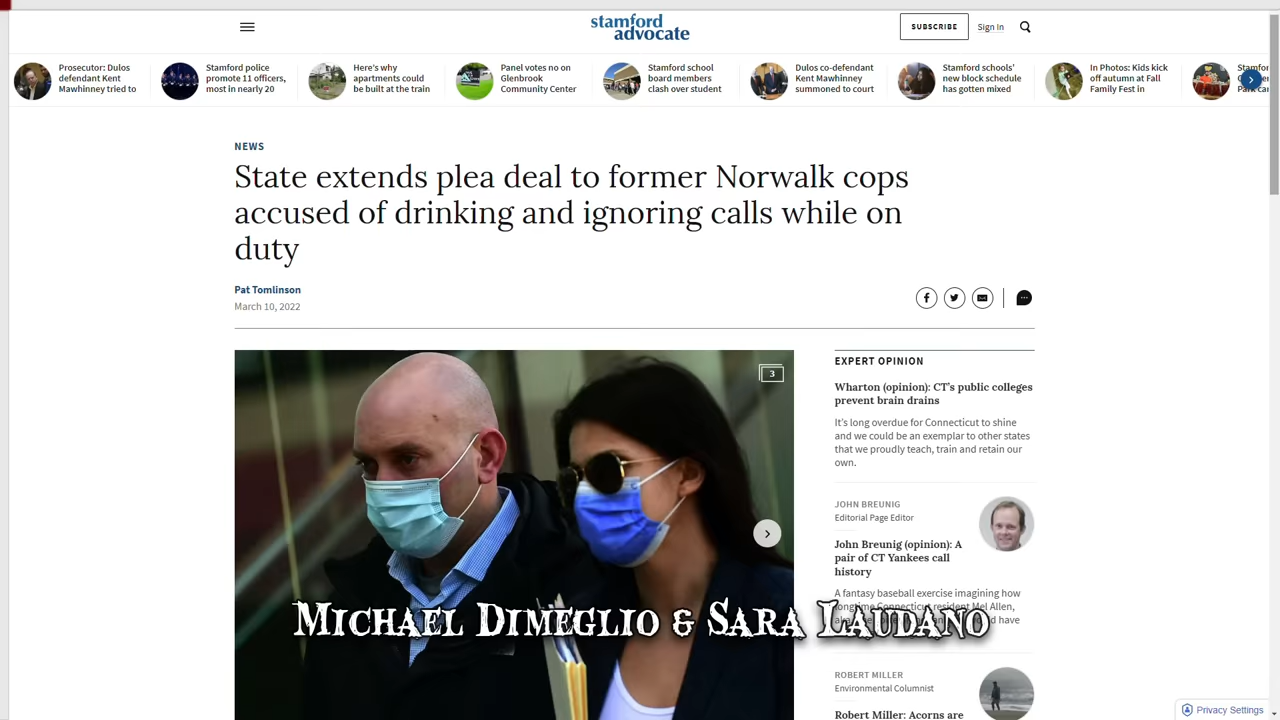 stamford
advocate
SUBSCRIBE
Sign In
Prosecutor: Dulos
defendant Kent
Mawhinney tried to
Stamford police
promote 11 officers,
most in nearly 20
Here's why
apartments could
be built at the train
Panel votes no on
Glenbrook
Community Center
Stamford school
board members
clash over student
Dulos co-defendant
Kent Mawhinney
summoned to court
Stamford schools'
new block schedule
has gotten mixed
In Photos: Kids kick
off autumn at Fall
Family Fest in
NEWS
State extends plea deal to former Norwalk cops
accused of drinking and ignoring calls while on
duty
Pat Tomlinson
March 10, 2022
3
EXPERT OPINION
Wharton (opinion): CT's public colleges
prevent brain drains
It's long overdue for Connecticut to shine
and we could be an exemplar to other states
that we proudly teach, train and retain our
own.
JOHN BREUNIG
Editorial Page Editor
John Breunig (opinion): A
pair of CT Yankees call
history
A fantasy baseball exercise imagining how
longtime Connecticut resident Mel Allen,
have
Michael Dimeglio & Sara Laudano
ROBERT MILLER
Environmental Columnist
Robert Miller: Acorns are
Privacy Settings